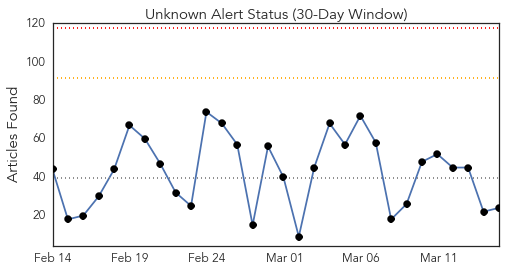 Unknown Alert Status (30-Day Window)
120
100
80
60
40
20
Articles Found
Feb 14 Feb 19 Feb 24 Mar 01 Mar 06 Mar 11